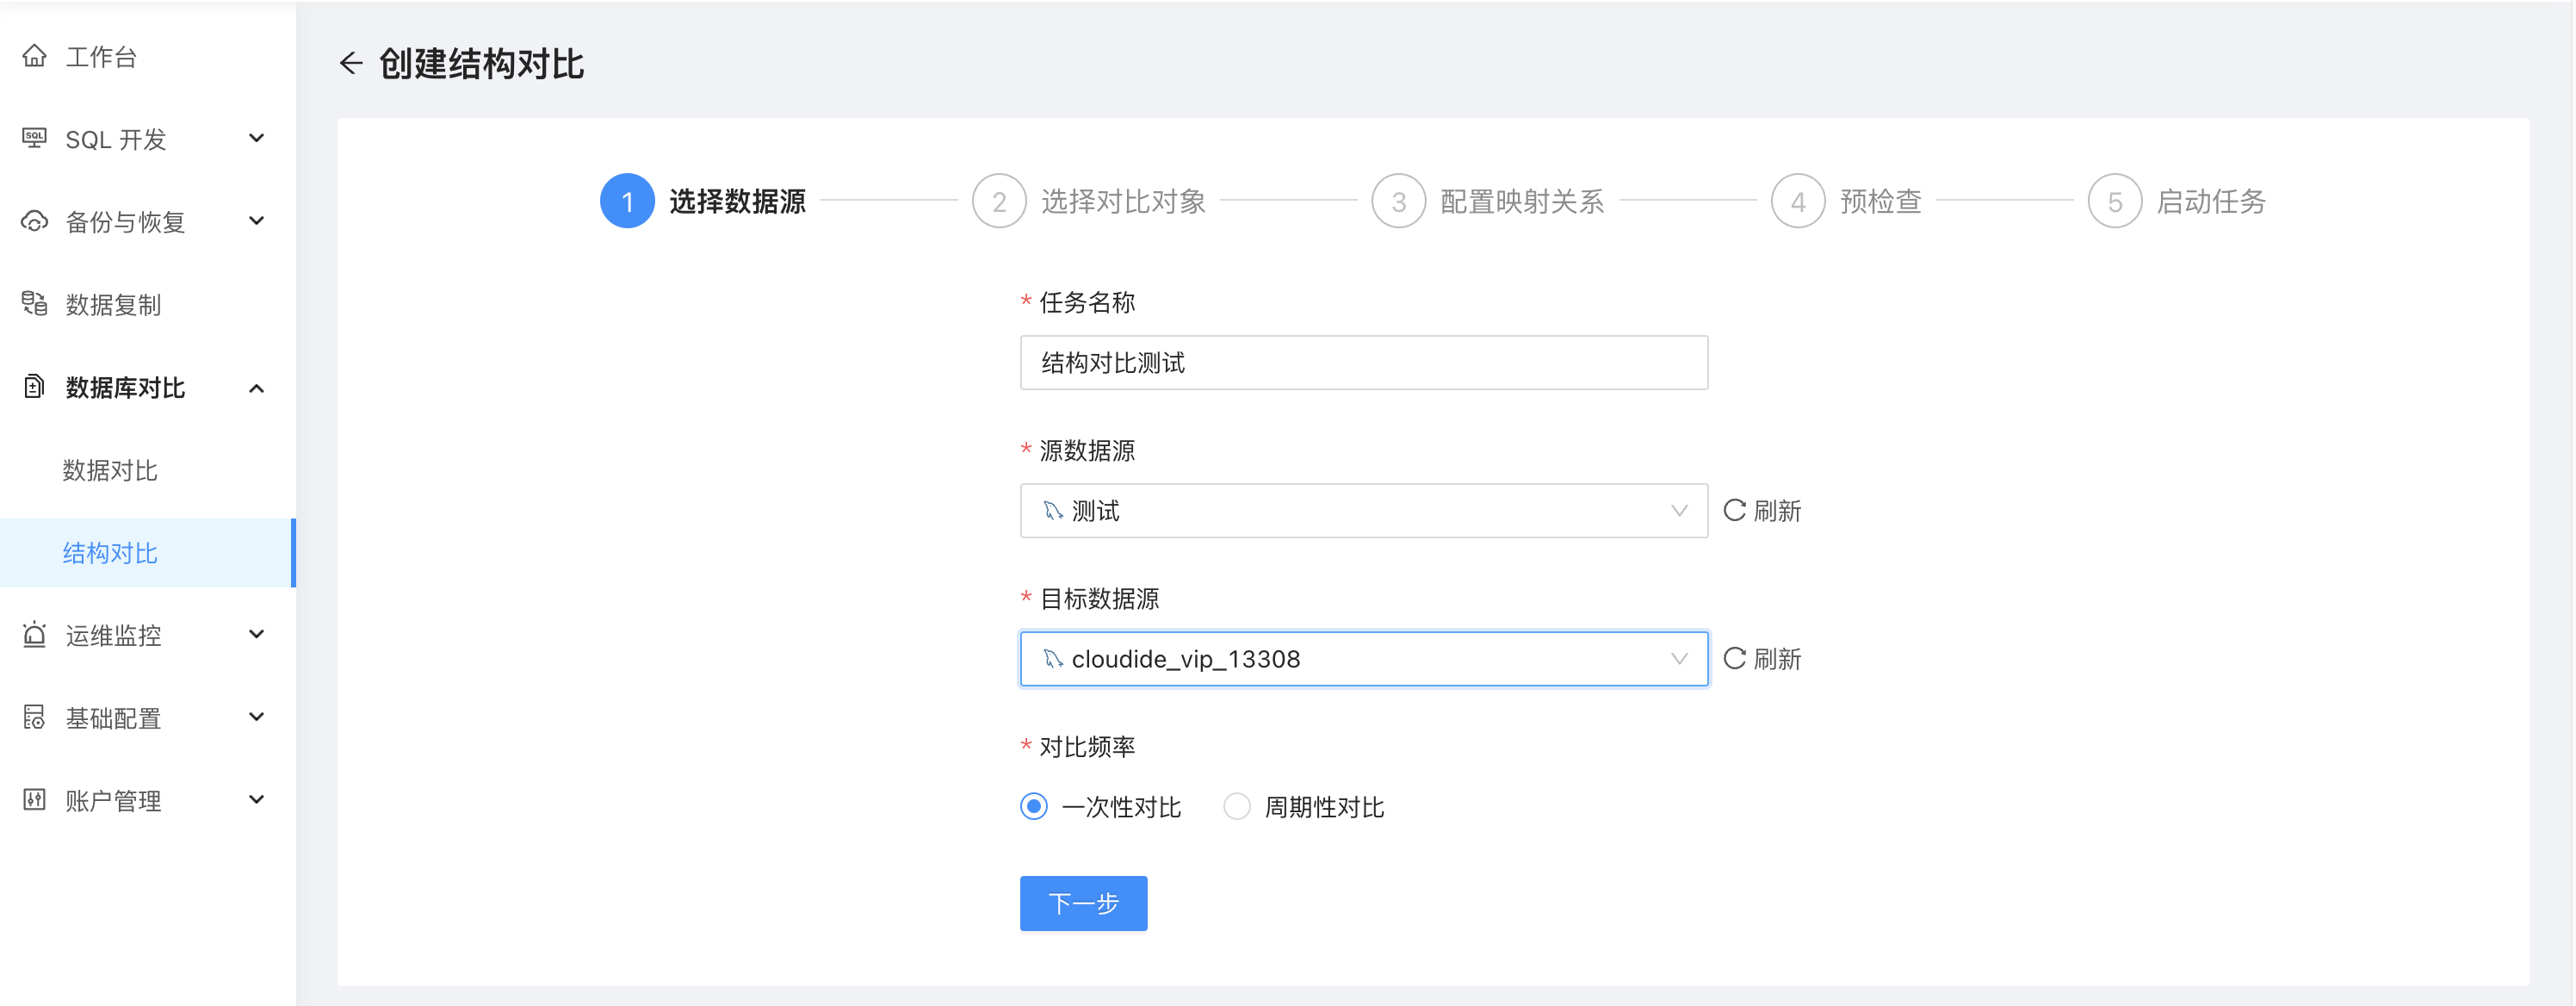 工作台
SQL 开发
备份与恢复
数据复制
数据库对比
数据对比
结构对比
运维监控
基础配置
账户管理
创建结构对比
1 选择数据源 2 选择对比对象 3 配置映射关系 4 预检查 5 启动任务
* 任务名称
结构对比测试
* 源数据源
测试 刷新
* 目标数据源
cloudide_vip_13308 刷新
* 对比频率
一次性对比 周期性对比
下一步